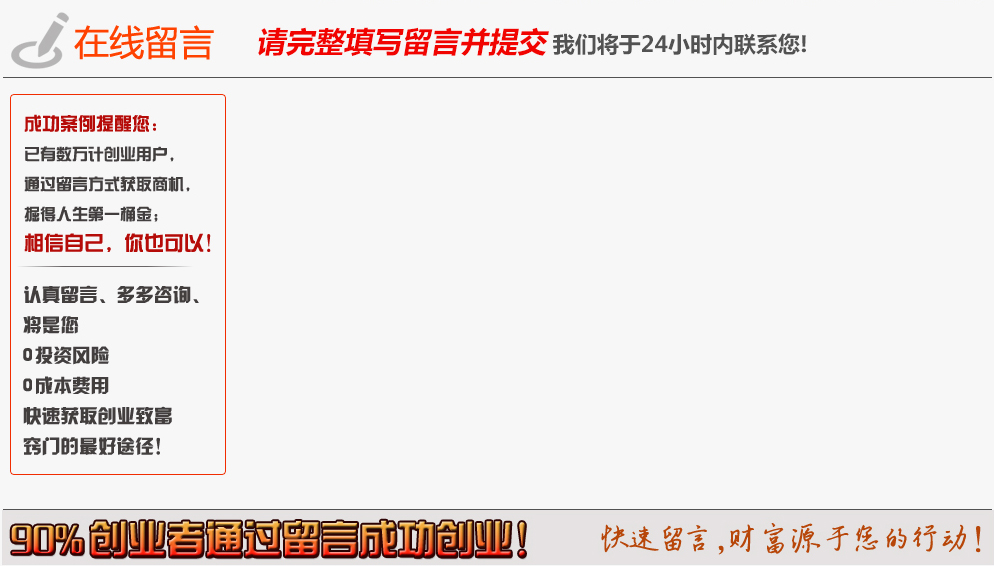 在线留言
请完整填写留言并提交 我们将于24小时内联系您!
成功案例提醒您：
已有数万计创业用户，
通过留言方式获取商机，
掘得人生第一桶金；
相信自己，你也可以！
认真留言、多多咨询、
将是您
0投资风险
0成本费用
快速获取创业致富
窍门的最好途径！
90%创业者通过留言成功创业！
快速留言,财富源于您的行动！